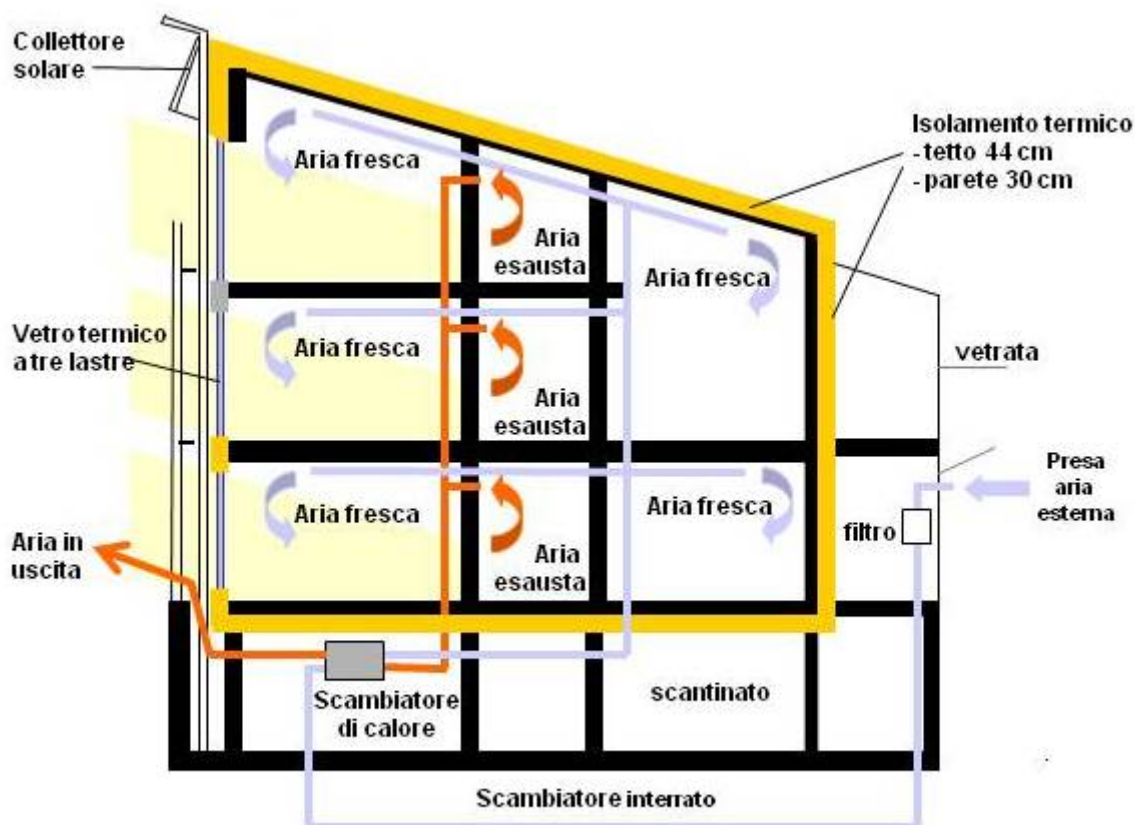 Collettore
solare
Isolamento termico
- tetto 44 cm
- parete 30 cm
Aria fresca
Aria
esausta
Aria fresca
Vetro termico
a tre lastre
Aria fresca
Aria
esausta
vetrata
Presa
aria
esterna
Aria fresca
Aria fresca
filtro
Aria in
uscita
Aria
esausta
Scambiatore
di calore
scantinato
Scambiatore interrato